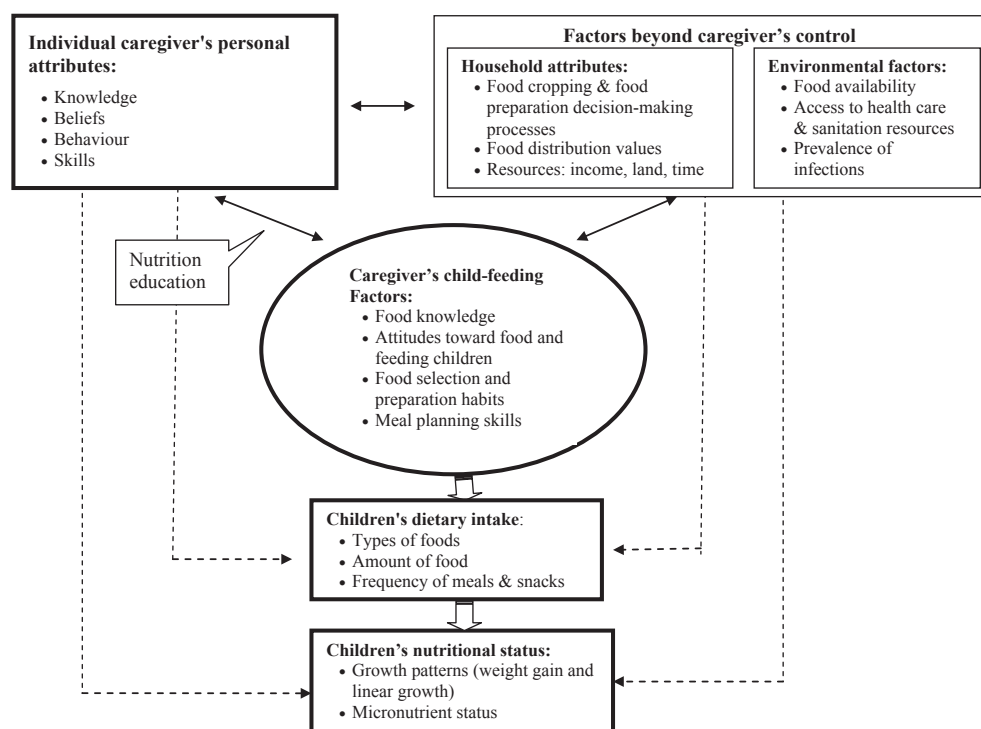 Individual caregiver's personal
attributes:
• Knowledge
• Beliefs
• Behaviour
• Skills
Factors beyond caregiver's control
Household attributes:
• Food cropping & food
preparation decision-making
processes
• Food distribution values
• Resources: income, land, time
Environmental factors:
• Food availability
• Access to health care
& sanitation resources
• Prevalence of
infections
Nutrition
education
Caregiver's child-feeding
Factors:
• Food knowledge
• Attitudes toward food and
feeding children
• Food selection and
preparation habits
• Meal planning skills
Children's dietary intake:
• Types of foods
• Amount of food
• Frequency of meals & snacks
Children's nutritional status:
• Growth patterns (weight gain and
linear growth)
• Micronutrient status